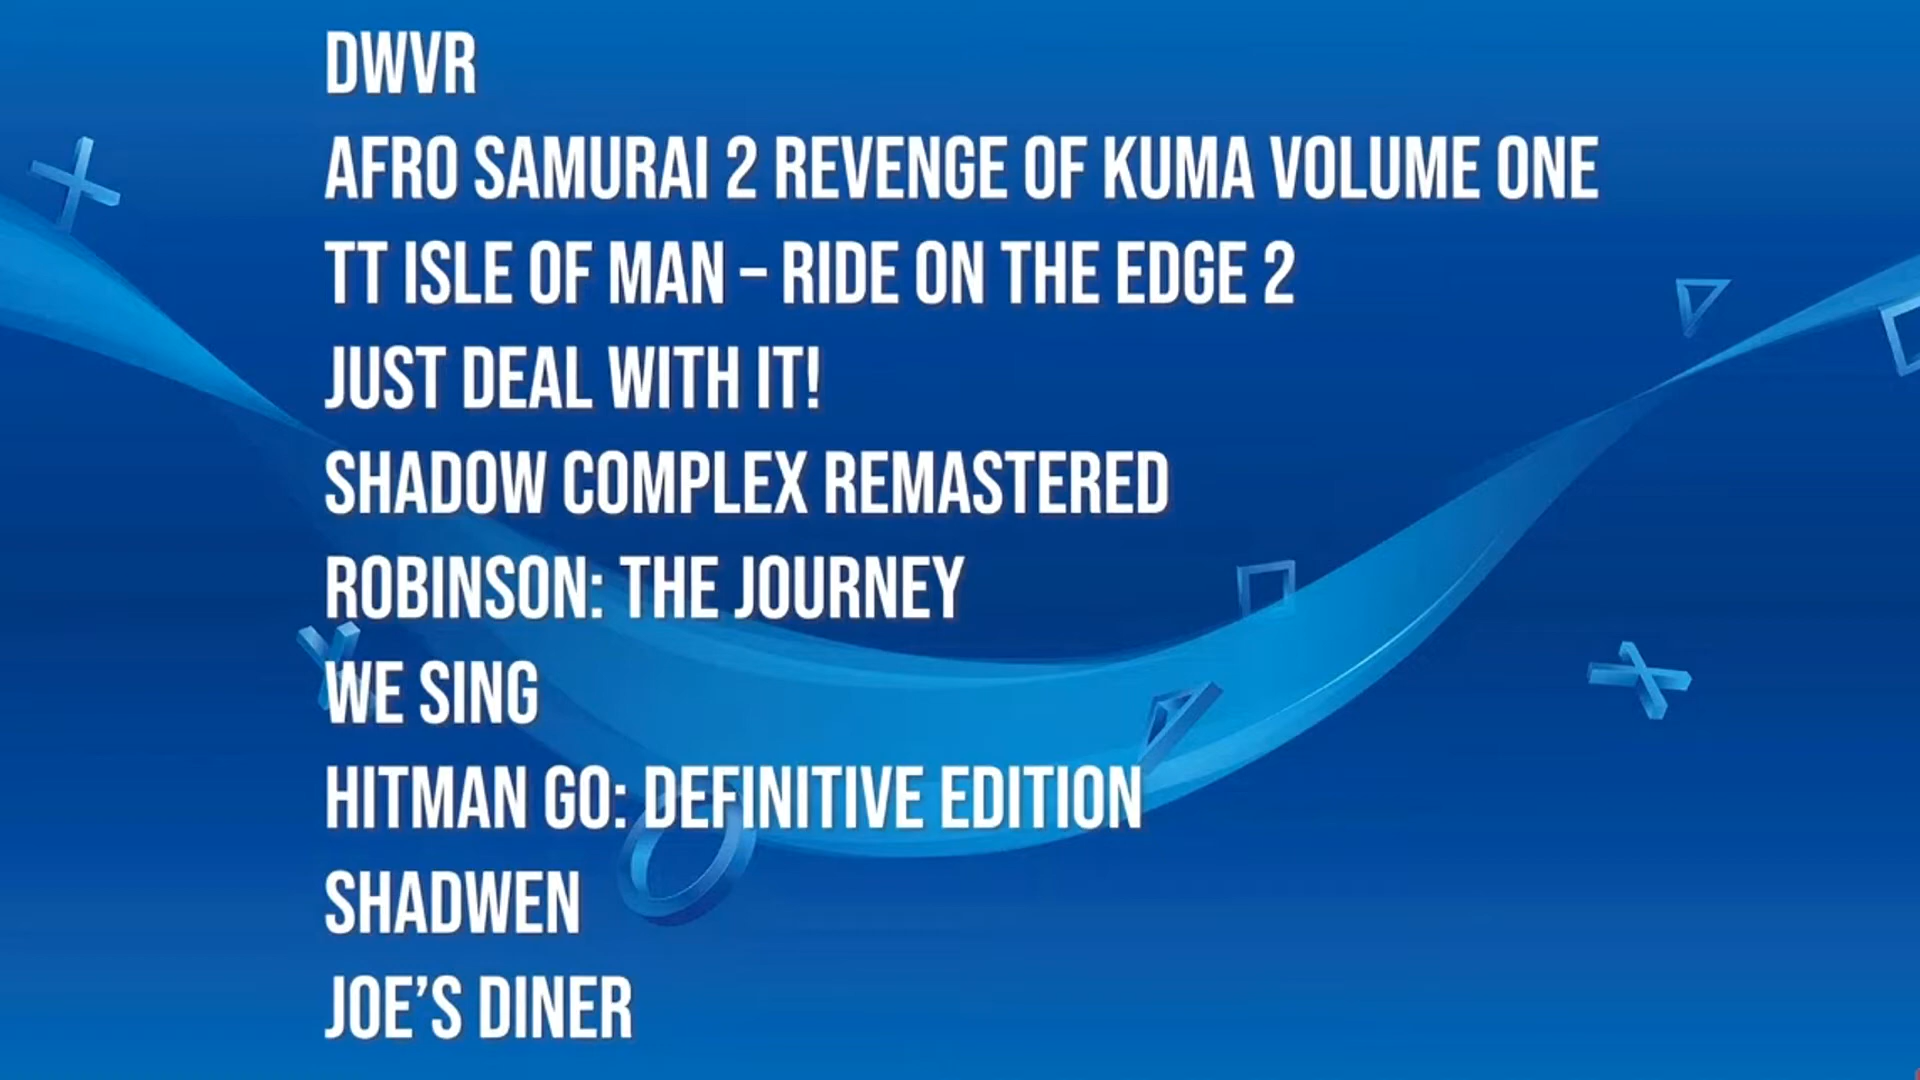 DWVR
AFRO SAMURAI 2 REVENGE OF KUMA VOLUME ONE
TT ISLE OF MAN – RIDE ON THE EDGE 2
JUST DEAL WITH IT!
SHADOW COMPLEX REMASTERED
ROBINSON: THE JOURNEY
WE SING
HITMAN GO: DEFINITIVE EDITION
SHADWEN
JOE’S DINER